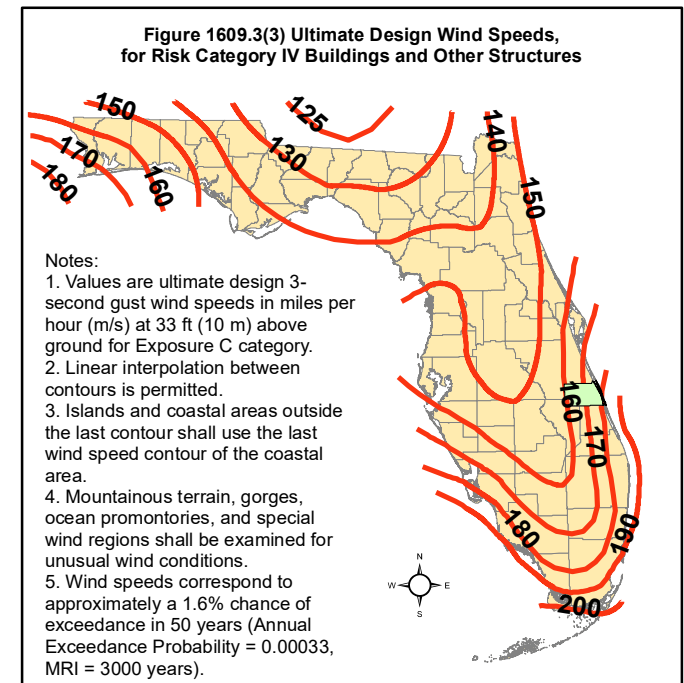 Figure 1609.3(3) Ultimate Design Wind Speeds,
for Risk Category IV Buildings and Other Structures
150
125
140
170
130
180
160
150
Notes:
1. Values are ultimate design 3-
second gust wind speeds in miles per
hour (m/s) at 33 ft (10 m) above
ground for Exposure C category.
2. Linear interpolation between
contours is permitted.
3. Islands and coastal areas outside
the last contour shall use the last
wind speed contour of the coastal
area.
4. Mountainous terrain, gorges,
ocean promontories, and special
wind regions shall be examined for
unusual wind conditions.
5. Wind speeds correspond to
approximately a 1.6% chance of
exceedance in 50 years (Annual
Exceedance Probability = 0.00033,
MRI = 3000 years).
160
170
180
190
N
W E
S
200